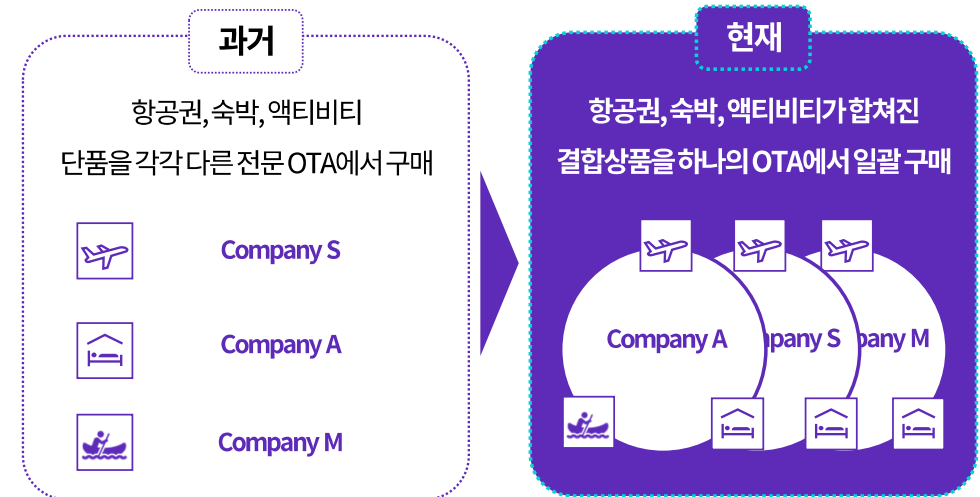 과거
항공권, 숙박, 액티비티
단품을 각각 다른 전문 OTA에서 구매
Company S
Company A
Company M
현재
항공권, 숙박, 액티비티가 합쳐진
결합상품을 하나의 OTA에서 일괄 구매
Company A
mpany S
pany M